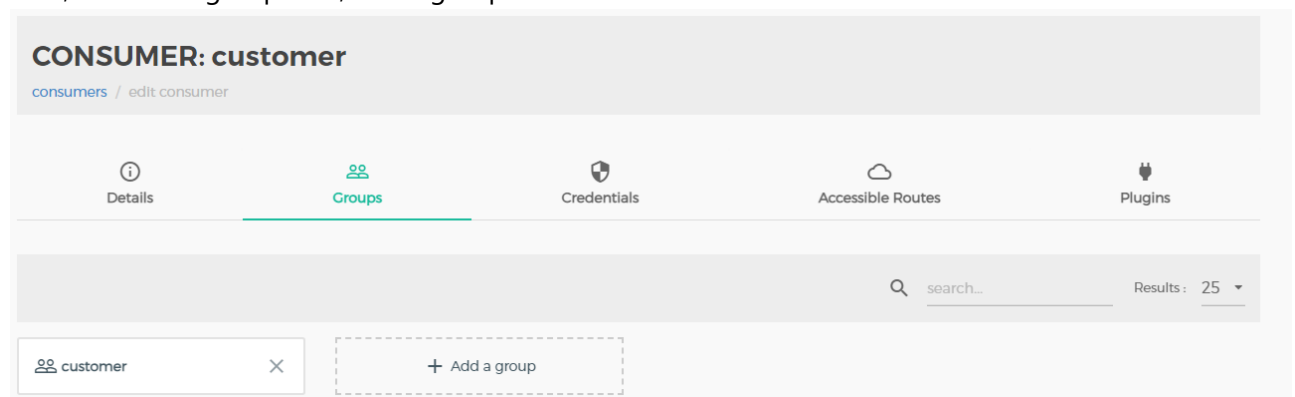 CONSUMER: customer
consumers / edit consumer
Details
Groups
Credentials
Accessible Routes
Plugins
search...
Results : 25
customer
+ Add a group